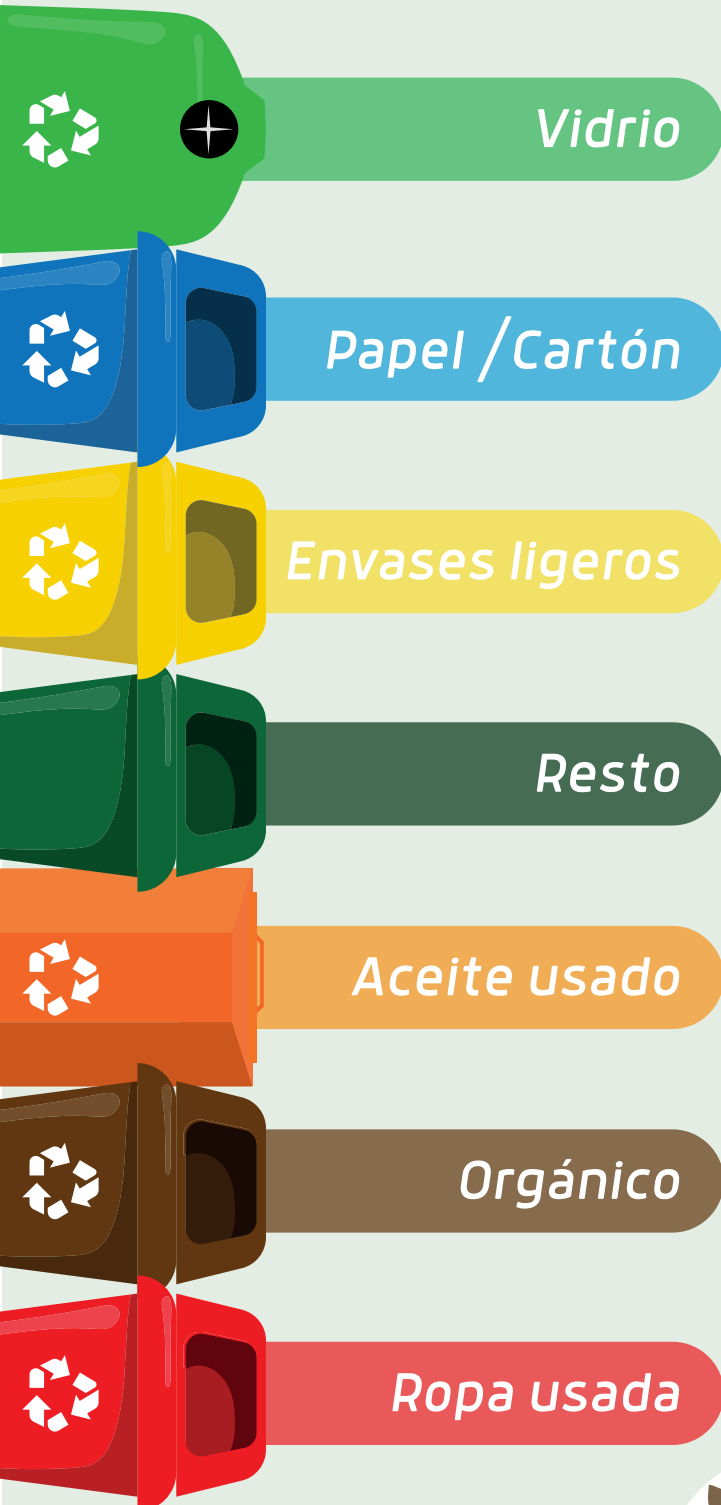 Vidrio
Papel /Cartón
Envases ligeros
Resto
Aceite usado
Orgánico
Ropa usada